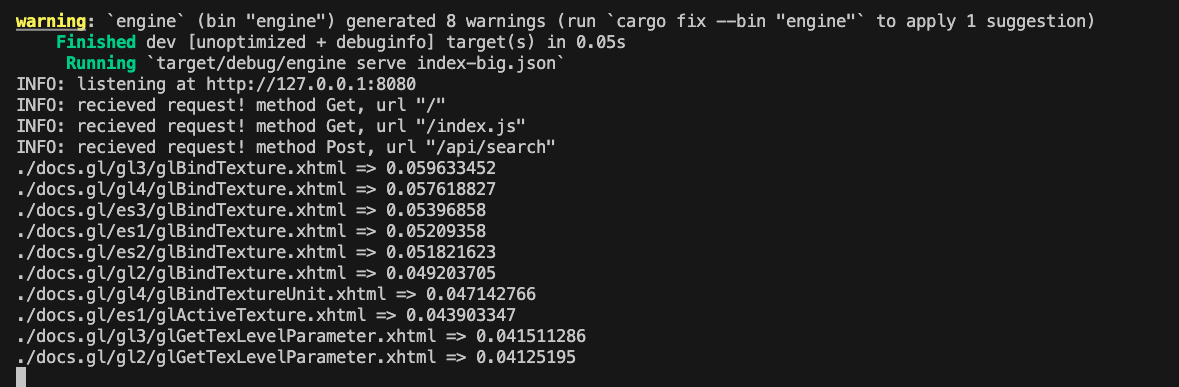 warning: `engine` (bin "engine") generated 8 warnings (run `cargo fix --bin "engine"` to apply 1 suggestion)
Finished dev [unoptimized + debuginfo] target(s) in 0.05s
Running `target/debug/engine serve index-big.json`
INFO: listening at http://127.0.0.1:8080
INFO: recieved request! method Get, url "/"
INFO: recieved request! method Get, url "/index.js"
INFO: recieved request! method Post, url "/api/search"
./docs.gl/gl3/glBindTexture.xhtml => 0.059633452
./docs.gl/gl4/glBindTexture.xhtml => 0.057618827
./docs.gl/es3/glBindTexture.xhtml => 0.05396858
./docs.gl/es1/glBindTexture.xhtml => 0.05209358
./docs.gl/es2/glBindTexture.xhtml => 0.051821623
./docs.gl/gl2/glBindTexture.xhtml => 0.049203705
./docs.gl/gl4/glBindTextureUnit.xhtml => 0.047142766
./docs.gl/es1/glActiveTexture.xhtml => 0.043903347
./docs.gl/gl3/glGetTexLevelParameter.xhtml => 0.041511286
./docs.gl/gl2/glGetTexLevelParameter.xhtml => 0.04125195